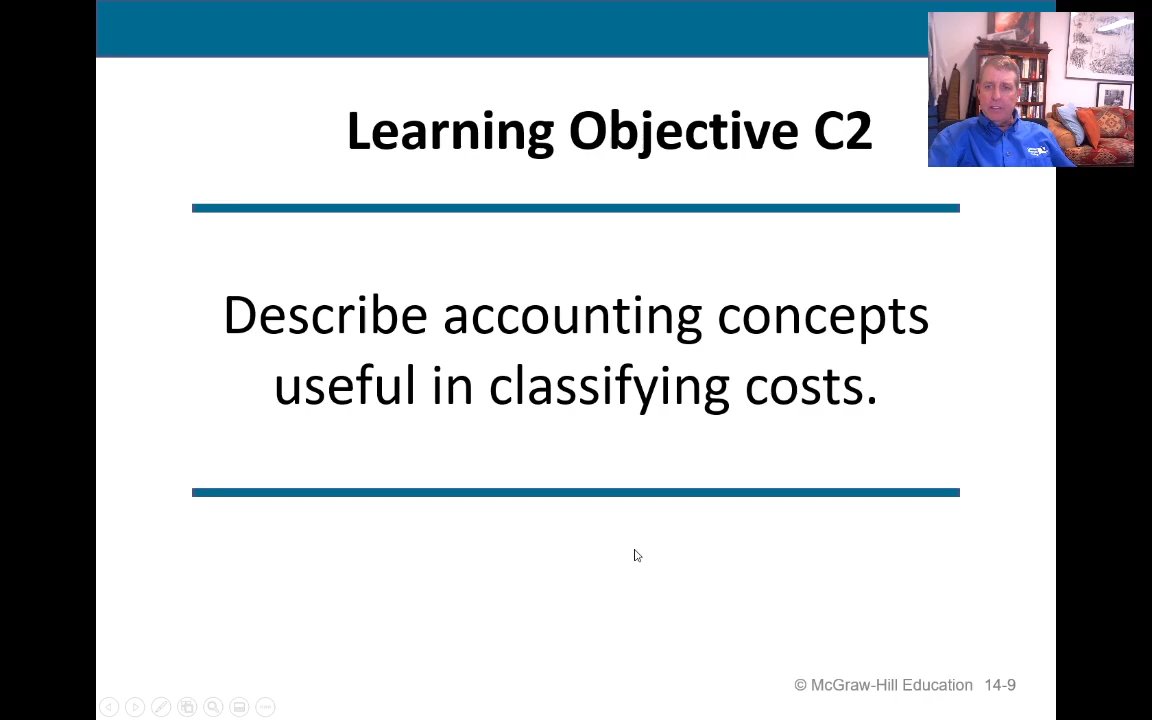 Learning Objective C2
Describe accounting concepts
useful in classifying costs.
© McGraw-Hill Education 14-9